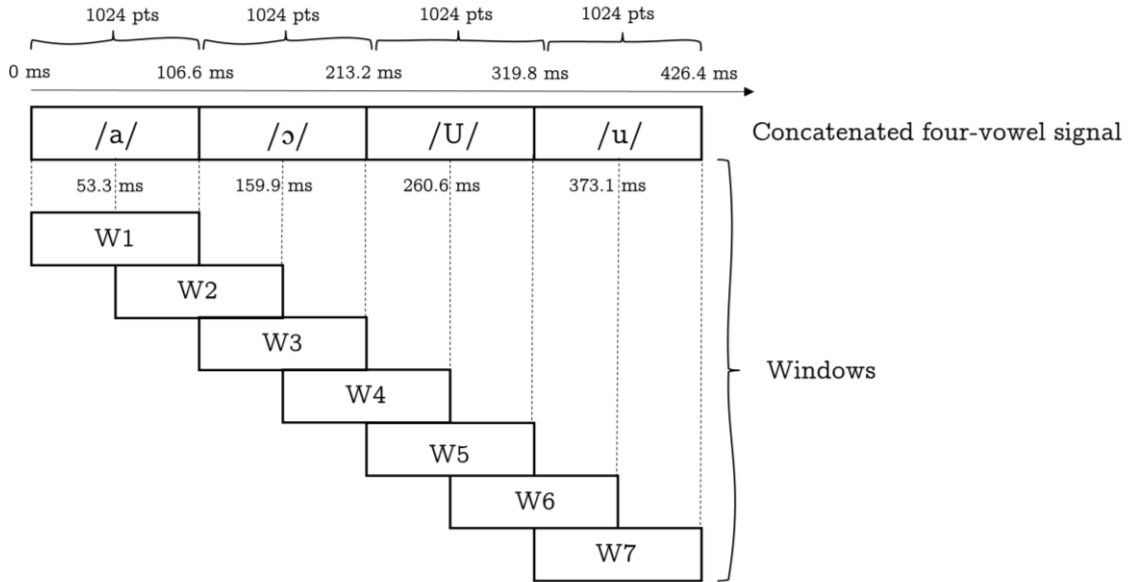 1024 pts 1024 pts 1024 pts 1024 pts
0 ms 106.6 ms 213.2 ms 319.8 ms 426.4 ms
/a/ /ɔ/ /U/ /u/ Concatenated four-vowel signal
53.3 ms 159.9 ms 260.6 ms 373.1 ms
W1
W2
W3
W4
Windows
W5
W6
W7